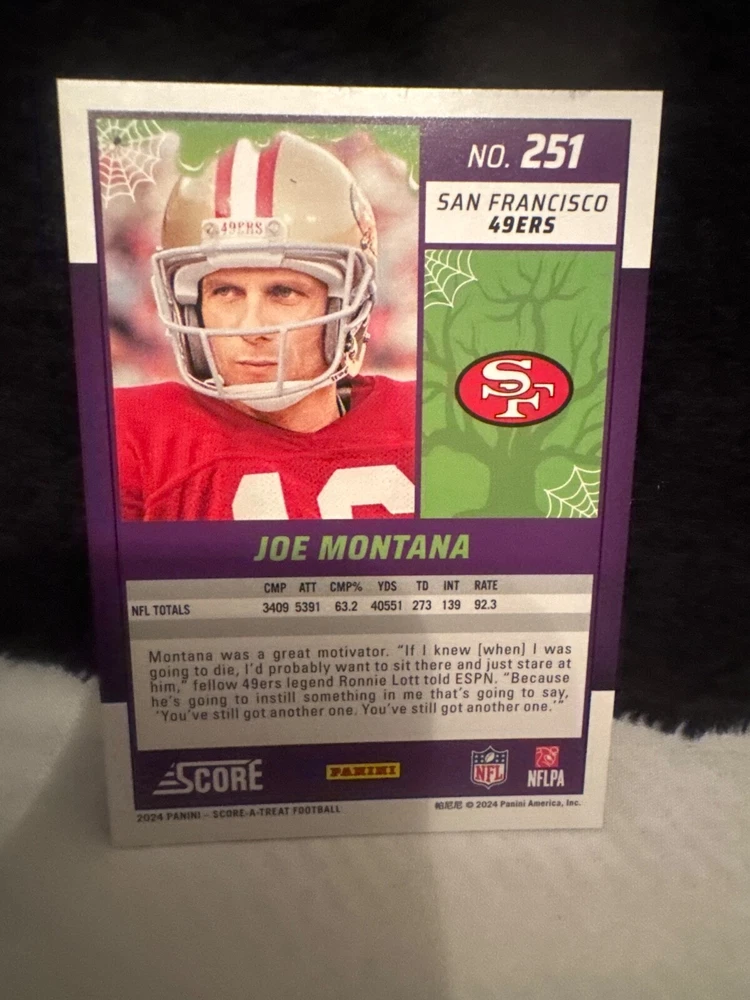 NO. 251
SAN FRANCISCO
49ERS
49ERS
SF
16
JOE MONTANA
CMP ATT CMP% YDS TD INT RATE
NFL TOTALS 3409 5391 63.2 40551 273 139 92.3
Montana was a great motivator. “If I knew [when] I was
going to die, I’d probably want to sit there and just stare at
him,” fellow 49ers legend Ronnie Lott told ESPN. “Because
he’s going to instill something in me that’s going to say,
‘You’ve still got another one. You’ve still got another one.’”
SCORE
PANINI
NFL
NFLPA
2024 PANINI – SCORE-A-TREAT FOOTBALL
帕尼尼 © 2024 Panini America, Inc.